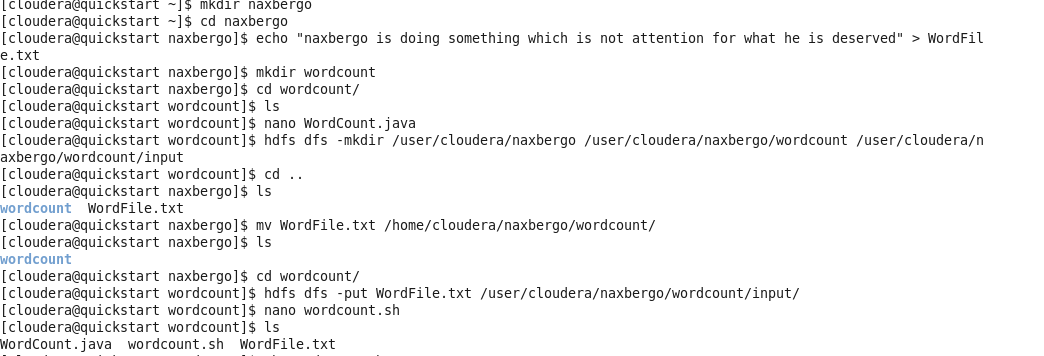 [cloudera@quickstart ~]$ mkdir naxbergo
[cloudera@quickstart ~]$ cd naxbergo
[cloudera@quickstart naxbergo]$ echo "naxbergo is doing something which is not attention for what he is deserved" > WordFil
e.txt
[cloudera@quickstart naxbergo]$ mkdir wordcount
[cloudera@quickstart naxbergo]$ cd wordcount/
[cloudera@quickstart wordcount]$ ls
[cloudera@quickstart wordcount]$ nano WordCount.java
[cloudera@quickstart wordcount]$ hdfs dfs -mkdir /user/cloudera/naxbergo /user/cloudera/naxbergo/wordcount /user/cloudera/n
axbergo/wordcount/input
[cloudera@quickstart wordcount]$ cd ..
[cloudera@quickstart naxbergo]$ ls
wordcount  WordFile.txt
[cloudera@quickstart naxbergo]$ mv WordFile.txt /home/cloudera/naxbergo/wordcount/
[cloudera@quickstart naxbergo]$ ls
wordcount
[cloudera@quickstart naxbergo]$ cd wordcount/
[cloudera@quickstart wordcount]$ hdfs dfs -put WordFile.txt /user/cloudera/naxbergo/wordcount/input/
[cloudera@quickstart wordcount]$ nano wordcount.sh
[cloudera@quickstart wordcount]$ ls
WordCount.java  wordcount.sh  WordFile.txt